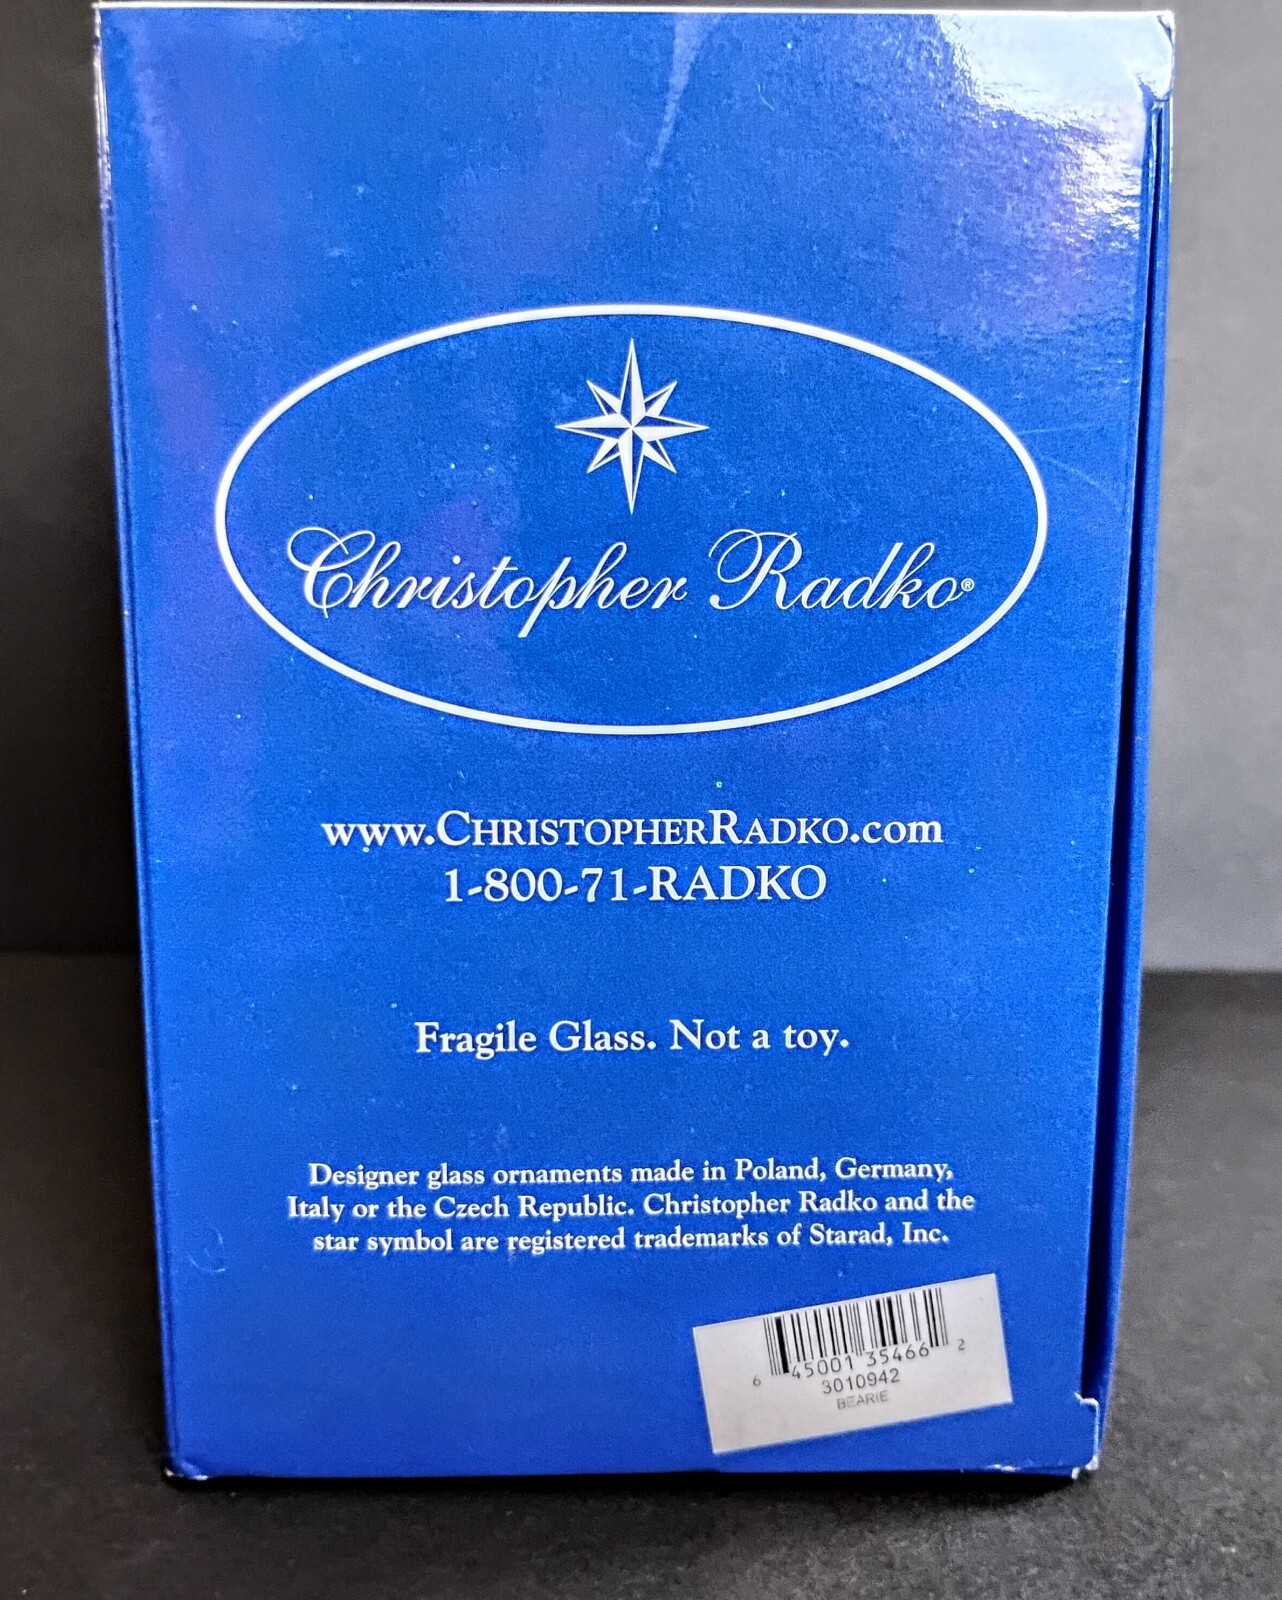 Christopher Radko®
www.CHRISTOPHERRADKO.com
1-800-71-RADKO
Fragile Glass. Not a toy.
Designer glass ornaments made in Poland, Germany,
Italy or the Czech Republic. Christopher Radko and the
star symbol are registered trademarks of Starad, Inc.
6 45001 35466 2
3010942
BEARIE